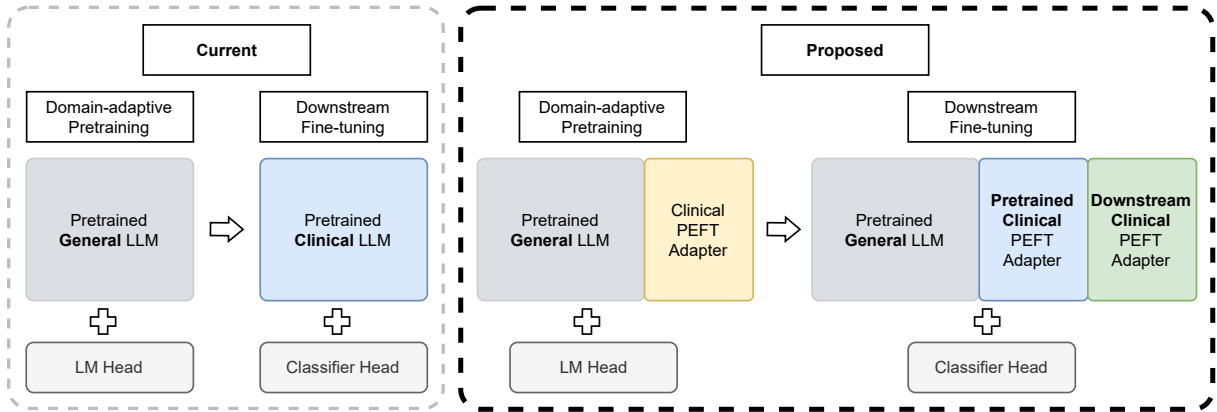 Current
Domain-adaptive
Pretraining
Downstream
Fine-tuning
Pretrained
General LLM
Pretrained
Clinical LLM
LM Head
Classifier Head
Proposed
Domain-adaptive
Pretraining
Downstream
Fine-tuning
Pretrained
General LLM
Clinical
PEFT
Adapter
Pretrained
General LLM
Pretrained
Clinical
PEFT
Adapter
Downstream
Clinical
PEFT
Adapter
LM Head
Classifier Head